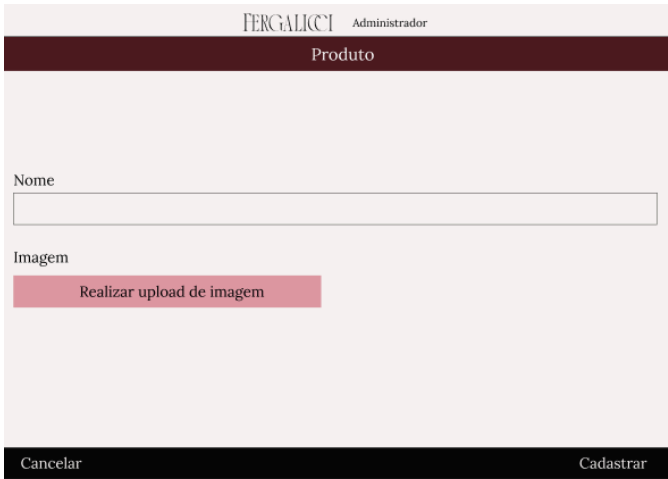 FERGALICCI Administrador
Produto
Nome
Imagem
Realizar upload de imagem
Cancelar Cadastrar